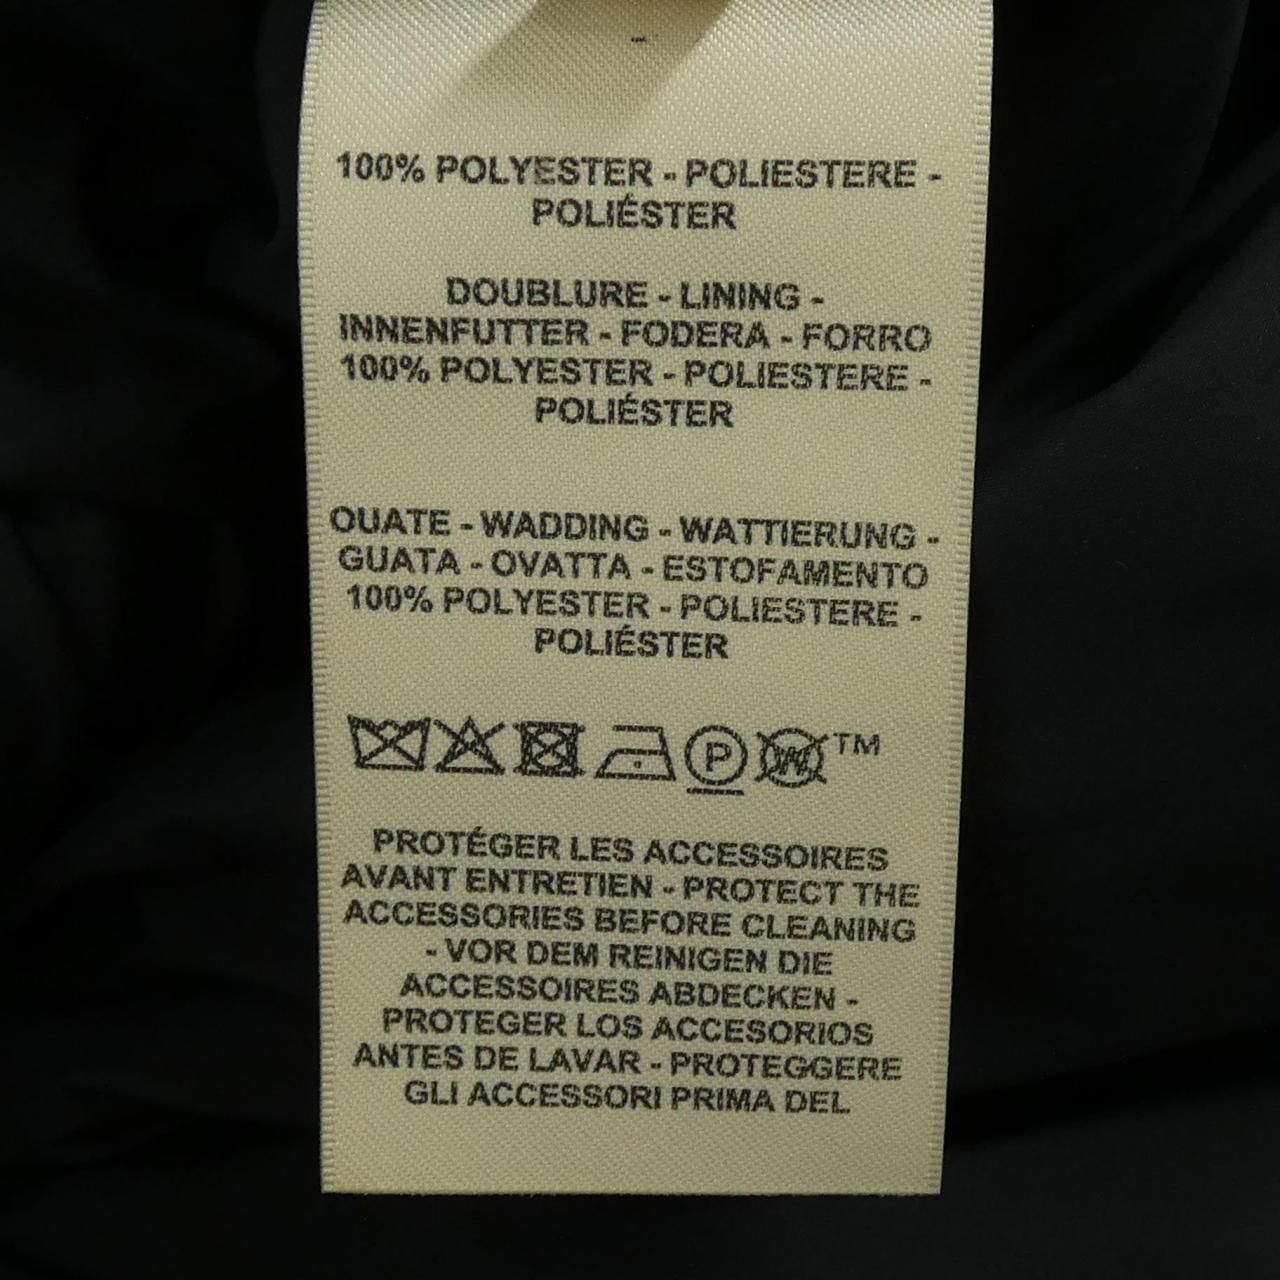 100% POLYESTER - POLIESTERE -
POLIÉSTER
DOUBLURE - LINING -
INNENFUTTER - FODERA - FORRO
100% POLYESTER - POLIESTERE -
POLIÉSTER
OUATE - WADDING - WATTIERUNG -
GUATA - OVATTA - ESTOFAMENTO
100% POLYESTER - POLIESTERE -
POLIÉSTER
P W TM
PROTÉGER LES ACCESSOIRES
AVANT ENTRETIEN - PROTECT THE
ACCESSORIES BEFORE CLEANING
- VOR DEM REINIGEN DIE
ACCESSOIRES ABDECKEN -
PROTEGER LOS ACCESORIOS
ANTES DE LAVAR - PROTEGGERE
GLI ACCESSORI PRIMA DEL